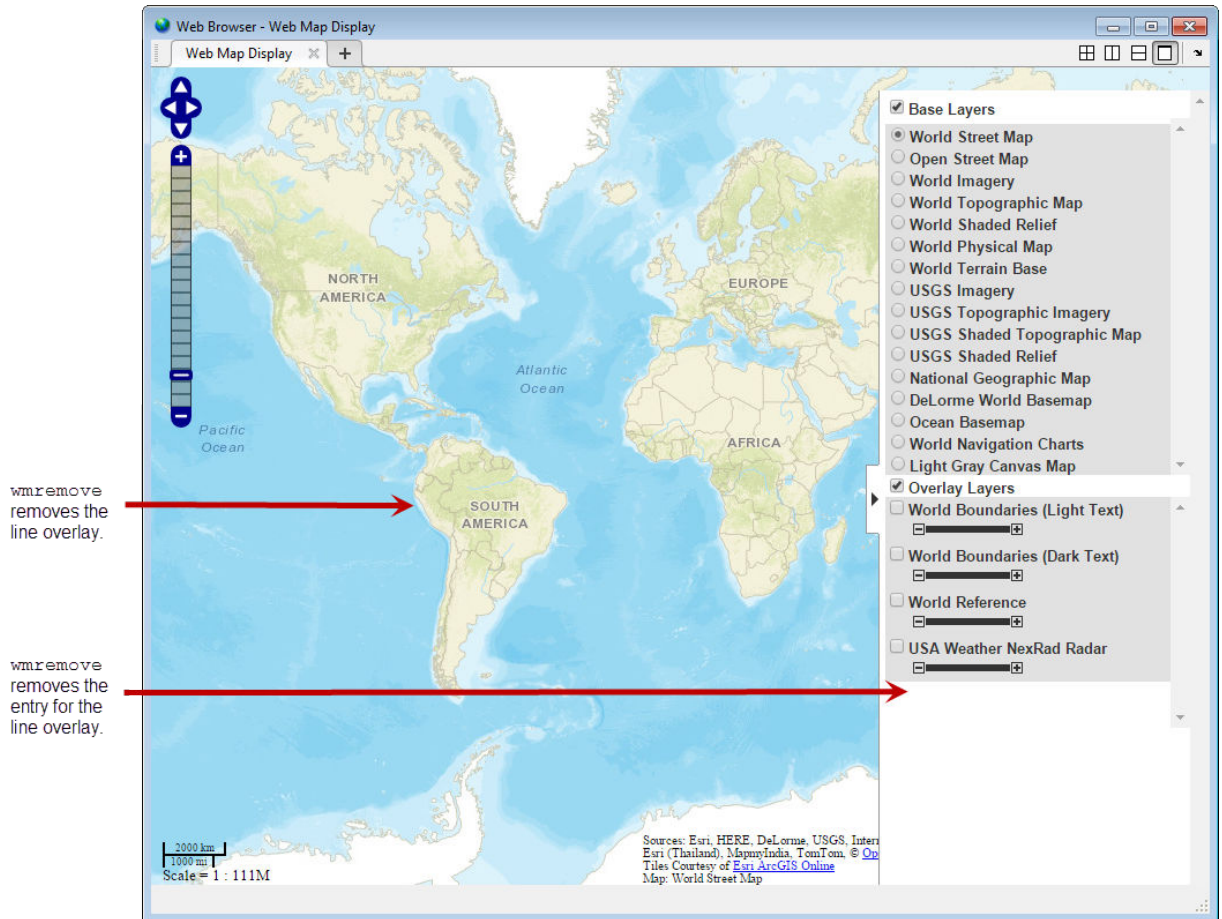 Web Browser - Web Map Display
Web Map Display
NORTH
AMERICA
EUROPE
Atlantic
Ocean
Pacific
Ocean
AFRICA
SOUTH
AMERICA
wmremove
removes the
line overlay.
wmremove
removes the
entry for the
line overlay.
2000 km
1000 mi
Scale = 1 : 111M
Sources: Esri, HERE, DeLorme, USGS, Intern
Esri (Thailand), MapmyIndia, TomTom, © Op
Tiles Courtesy of Esri ArcGIS Online
Map: World Street Map
Base Layers
World Street Map
Open Street Map
World Imagery
World Topographic Map
World Shaded Relief
World Physical Map
World Terrain Base
USGS Imagery
USGS Topographic Imagery
USGS Shaded Topographic Map
USGS Shaded Relief
National Geographic Map
DeLorme World Basemap
Ocean Basemap
World Navigation Charts
Light Gray Canvas Map
Overlay Layers
World Boundaries (Light Text)
World Boundaries (Dark Text)
World Reference
USA Weather NexRad Radar